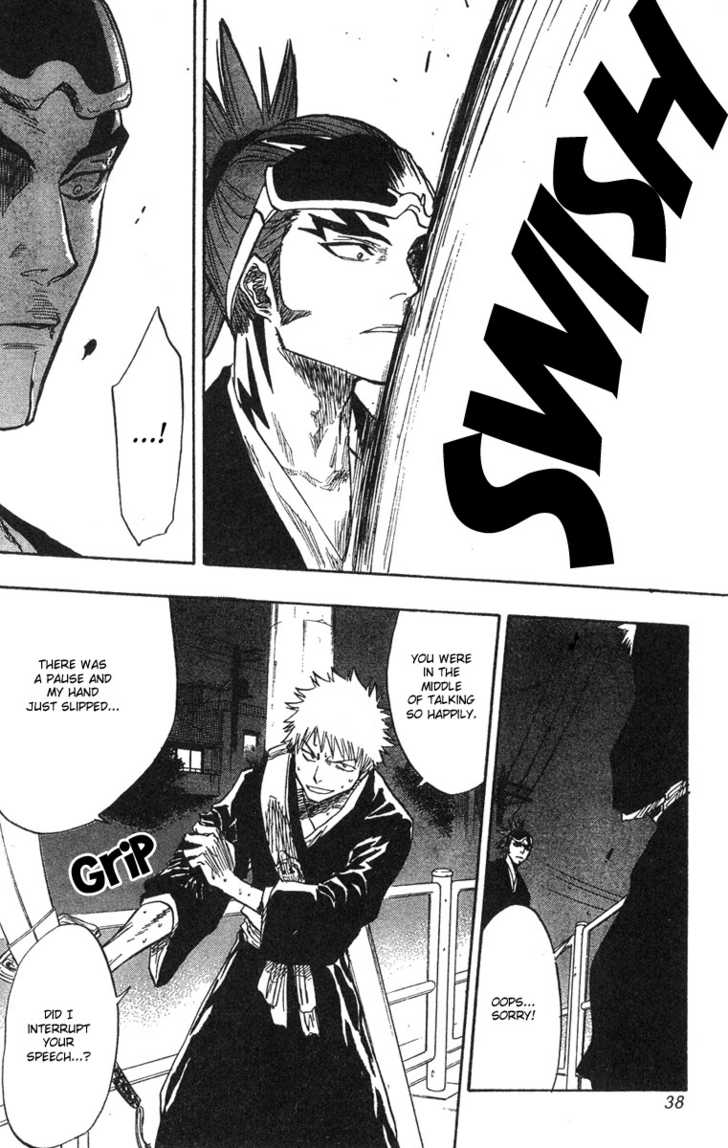 SWISH
...!
OOPS...
SORRY!
YOU WERE
IN THE
MIDDLE
OF TALKING
SO HAPPILY.
THERE WAS
A PAUSE AND
MY HAND
JUST SLIPPED...
GRIP
DID I
INTERRUPT
YOUR
SPEECH...?
38